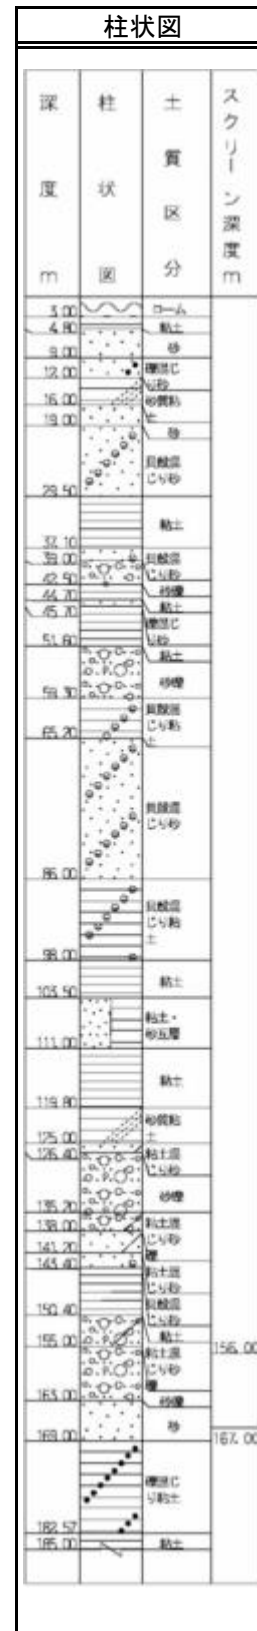 柱状図
深度m
柱状図
土質区分
スクリーン深度m
3.00
ローム
4.80
粘土
9.00
砂
12.00
礫混じ
り砂
16.00
砂質粘
土
19.00
砂
29.50
貝殻混
じり砂
37.10
粘土
39.00
貝殻混
じり砂
42.50
砂礫
44.70
粘土
45.70
礫混じ
り砂
51.60
粘土
59.30
砂礫
65.20
貝殻混
じり粘
土
86.00
貝殻混
じり砂
98.00
貝殻混
じり粘
土
103.50
粘土
111.00
粘土・
砂互層
119.80
粘土
125.00
砂質粘
土
126.40
粘土混
じり砂
135.20
砂礫
138.00
粘土混
じり砂
礫
141.20
143.40
粘土混
じり砂
貝殻混
じり砂
150.40
粘土
155.00
粘土混
じり砂
礫
156.00
163.00
砂礫
169.00
砂
167.00
182.57
礫混じ
り粘土
185.00
粘土